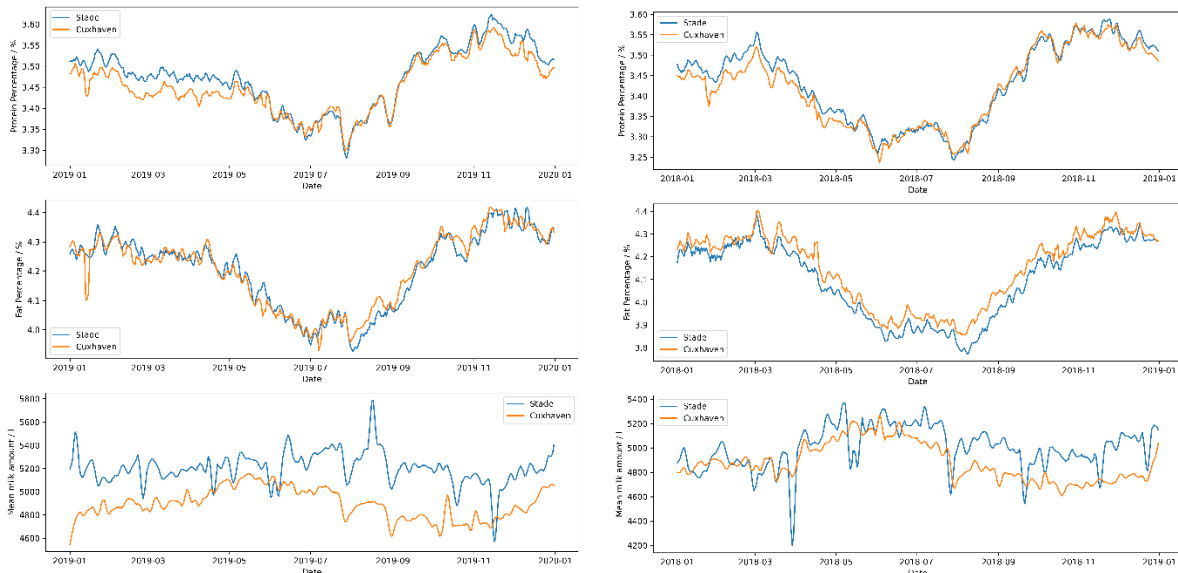 Protein Percentage / %
3.60
3.55
3.50
3.45
3.40
3.35
3.30
Stade
Cuxhaven
2019-01 2019-03 2019-05 2019-07 2019-09 2019-11 2020-01
Date
Protein Percentage / %
3.60
3.55
3.50
3.45
3.40
3.35
3.30
3.25
Stade
Cuxhaven
2018-01 2018-03 2018-05 2018-07 2018-09 2018-11 2019-01
Date
Fat Percentage / %
4.4
4.3
4.2
4.1
4.0
Stade
Cuxhaven
2019-01 2019-03 2019-05 2019-07 2019-09 2019-11 2020-01
Date
Fat Percentage / %
4.4
4.3
4.2
4.1
4.0
3.9
3.8
Stade
Cuxhaven
2018-01 2018-03 2018-05 2018-07 2018-09 2018-11 2019-01
Date
Mean milk amount / l
5800
5600
5400
5200
5000
4800
4600
Stade
Cuxhaven
2019-01 2019-03 2019-05 2019-07 2019-09 2019-11 2020-01
Date
Mean milk amount / l
5400
5200
5000
4800
4600
4400
4200
Stade
Cuxhaven
2018-01 2018-03 2018-05 2018-07 2018-09 2018-11 2019-01
Date